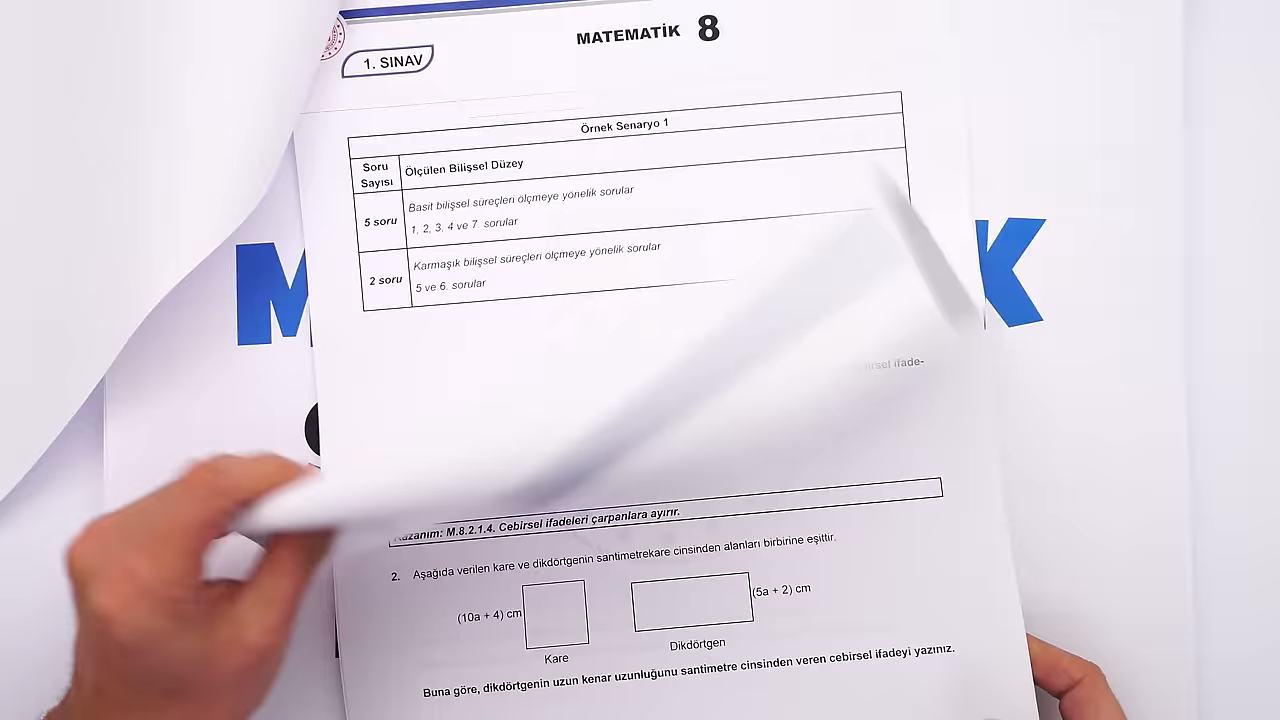 MATEMATİK 8
1. SINAV
Örnek Senaryo 1
Soru Sayısı
Ölçülen Bilişsel Düzey
5 soru
Basit bilişsel süreçleri ölçmeye yönelik sorular
1, 2, 3, 4 ve 7. sorular
2 soru
Karmaşık bilişsel süreçleri ölçmeye yönelik sorular
5 ve 6. sorular
M
K
ifade-
Kazanım: M.8.2.1.4. Cebirsel ifadeleri çarpanlara ayırır.
2. Aşağıda verilen kare ve dikdörtgenin santimetrekare cinsinden alanları birbirine eşittir.
(10a + 4) cm
(5a + 2) cm
Kare
Dikdörtgen
Buna göre, dikdörtgenin uzun kenar uzunluğunu santimetre cinsinden veren cebirsel ifadeyi yazınız.